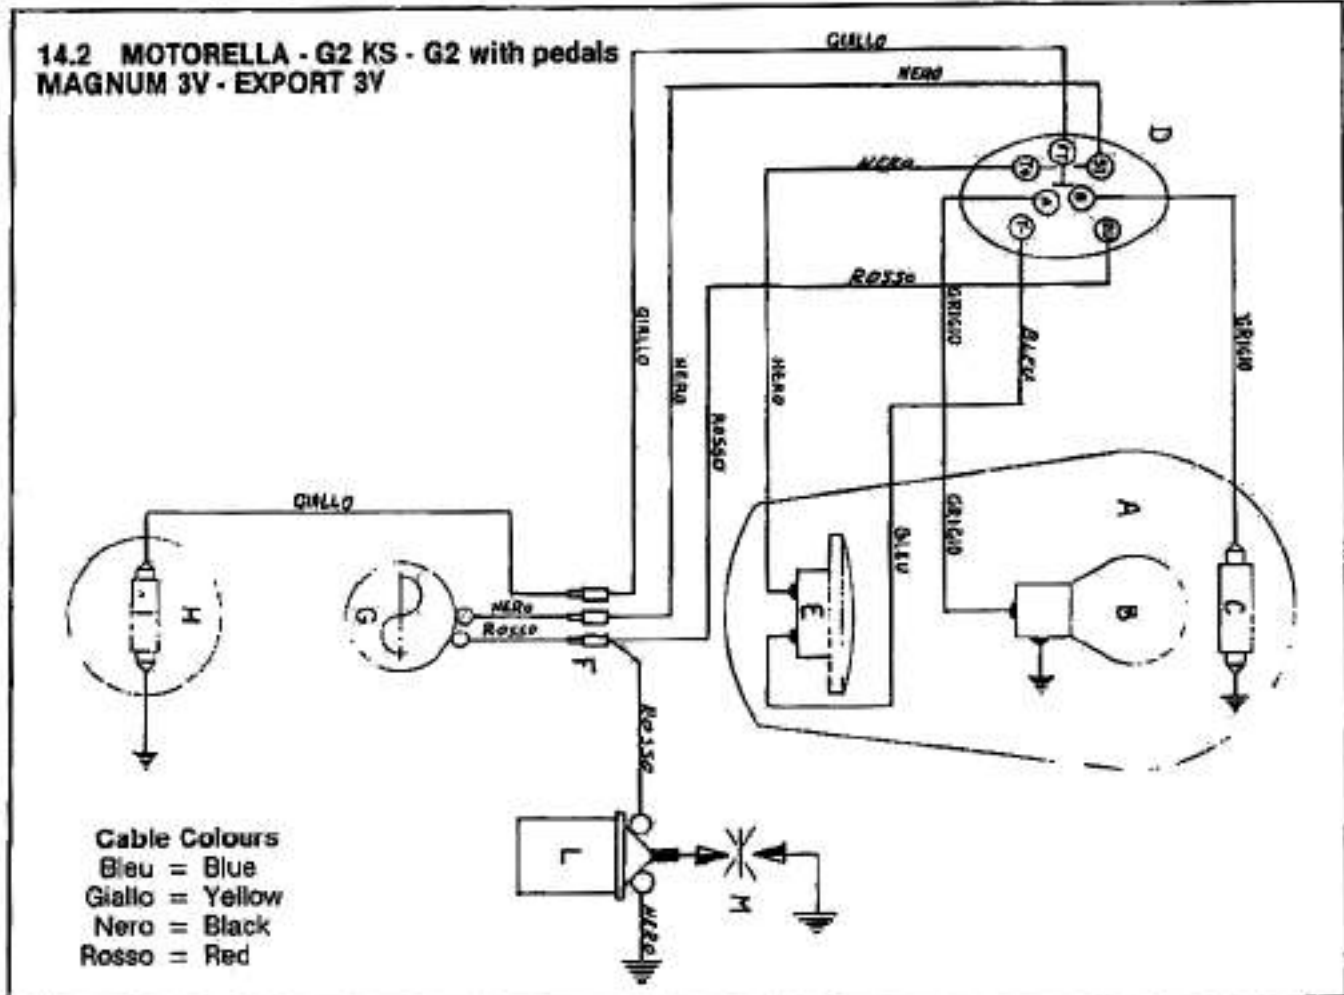 14.2 MOTORELLA - G2 KS - G2 with pedals
MAGNUM 3V - EXPORT 3V
GIALLO
NERO
D
NERO
ROSSO
GIALLO
NERO
ROSSO
NERO
GRIGIO
BLEU
GRIGIO
GIALLO
GRIGIO
BLEU
A
H
G
NERO
ROSSO
F
E
B
C
ROSSO
L
M
NERO
Cable Colours
Bleu = Blue
Giallo = Yellow
Nero = Black
Rosso = Red